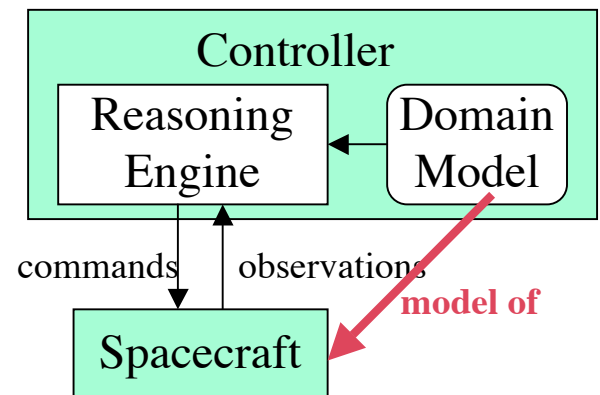 Controller
Reasoning
Engine
Domain
Model
commands
observations
model of
Spacecraft